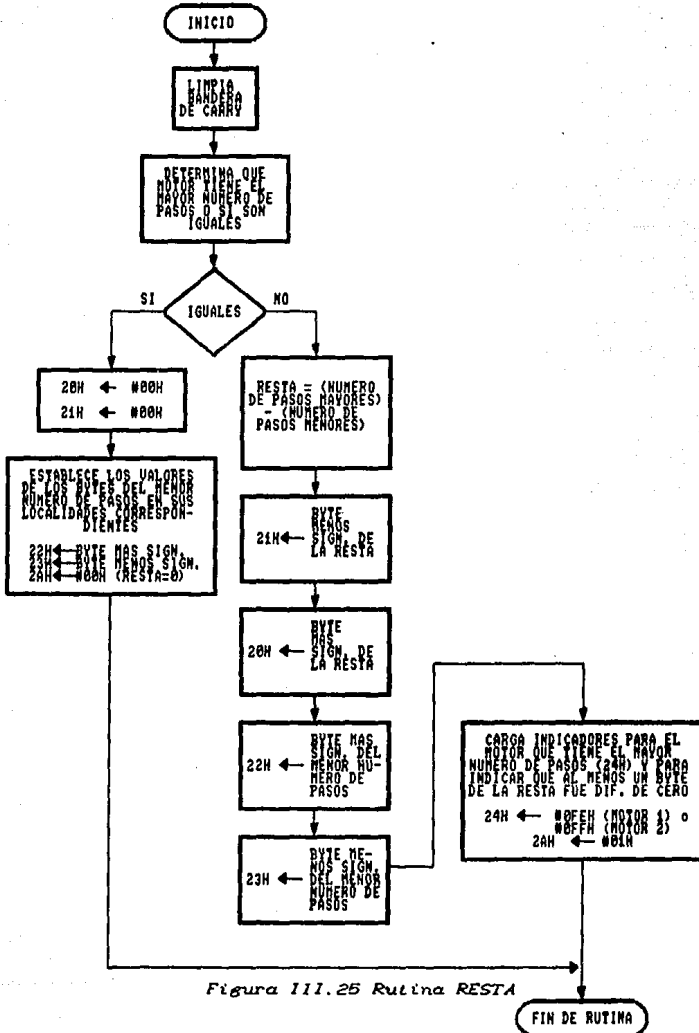 INICIO
LIMPIA
BANDERA
DE CARRY
DETERMINA QUE
MOTOR TIENE EL
MAYOR NUMERO DE
PASOS O SI SON
IGUALES
SI
IGUALES
NO
20H ← #00H
21H ← #00H
ESTABLECE LOS VALORES
DE LOS BYTES DEL MENOR
NUMERO DE PASOS EN SUS
LOCALIDADES CORRESPON-
DIENTES
22H←BYTE MAS SIGN.
23H←BYTE MENOS SIGN.
2AH←#00H (RESTA=0)
RESTA = (NUMERO
DE PASOS MAYORES)
- (NUMERO DE
PASOS MENORES)
21H← BYTE
MENOS
SIGN. DE
LA RESTA
20H ← BYTE
MAS
SIGN. DE
LA RESTA
22H ← BYTE MAS
SIGN. DEL
MENOR NU-
MERO DE
PASOS
23H ← BYTE ME-
NOS SIGN.
DEL MENOR
NUMERO DE
PASOS
CARGA INDICADORES PARA EL
MOTOR QUE TIENE EL MAYOR
NUMERO DE PASOS (24H) Y PARA
INDICAR QUE AL MENOS UN BYTE
DE LA RESTA FUE DIF. DE CERO
24H ← #0FEH (MOTOR 1) o
#0FFH (MOTOR 2)
2AH ← #01H
Figura III.25 Rutina RESTA
FIN DE RUTINA